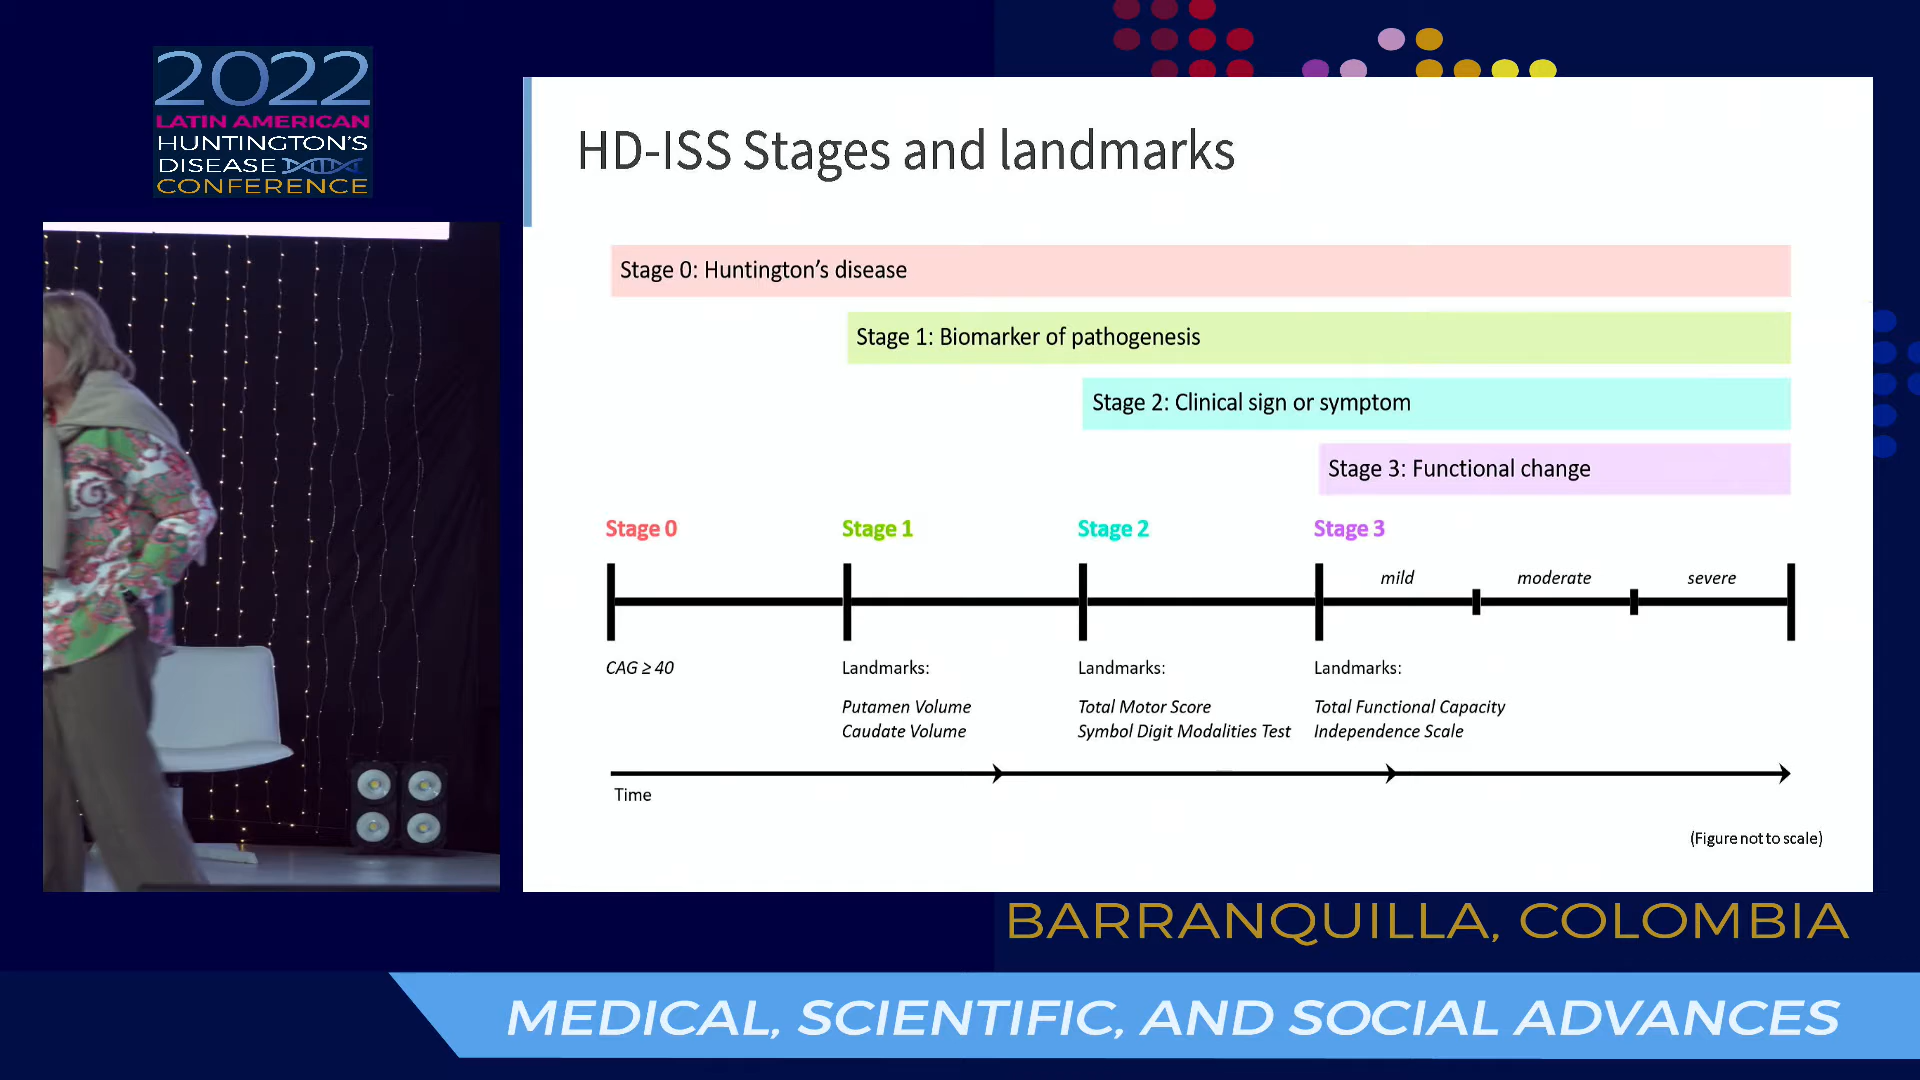 2022
LATIN AMERICAN
HUNTINGTON'S
DISEASE
CONFERENCE
HD-ISS Stages and landmarks
Stage 0: Huntington's disease
Stage 1: Biomarker of pathogenesis
Stage 2: Clinical sign or symptom
Stage 3: Functional change
Stage 0 Stage 1 Stage 2 Stage 3
mild moderate severe
CAG ≥ 40 Landmarks: Landmarks: Landmarks:
Putamen Volume Total Motor Score Total Functional Capacity
Caudate Volume Symbol Digit Modalities Test Independence Scale
Time
(Figure not to scale)
BARRANQUILLA, COLOMBIA
MEDICAL, SCIENTIFIC, AND SOCIAL ADVANCES